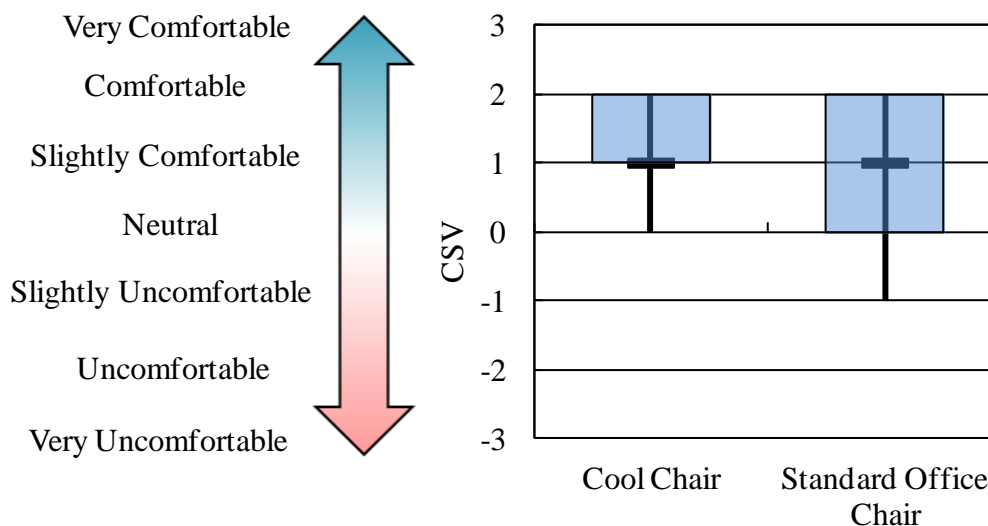 Very Comfortable
Comfortable
Slightly Comfortable
Neutral
Slightly Uncomfortable
Uncomfortable
Very Uncomfortable
CSV
3
2
1
0
-1
-2
-3
Cool Chair
Standard Office
Chair